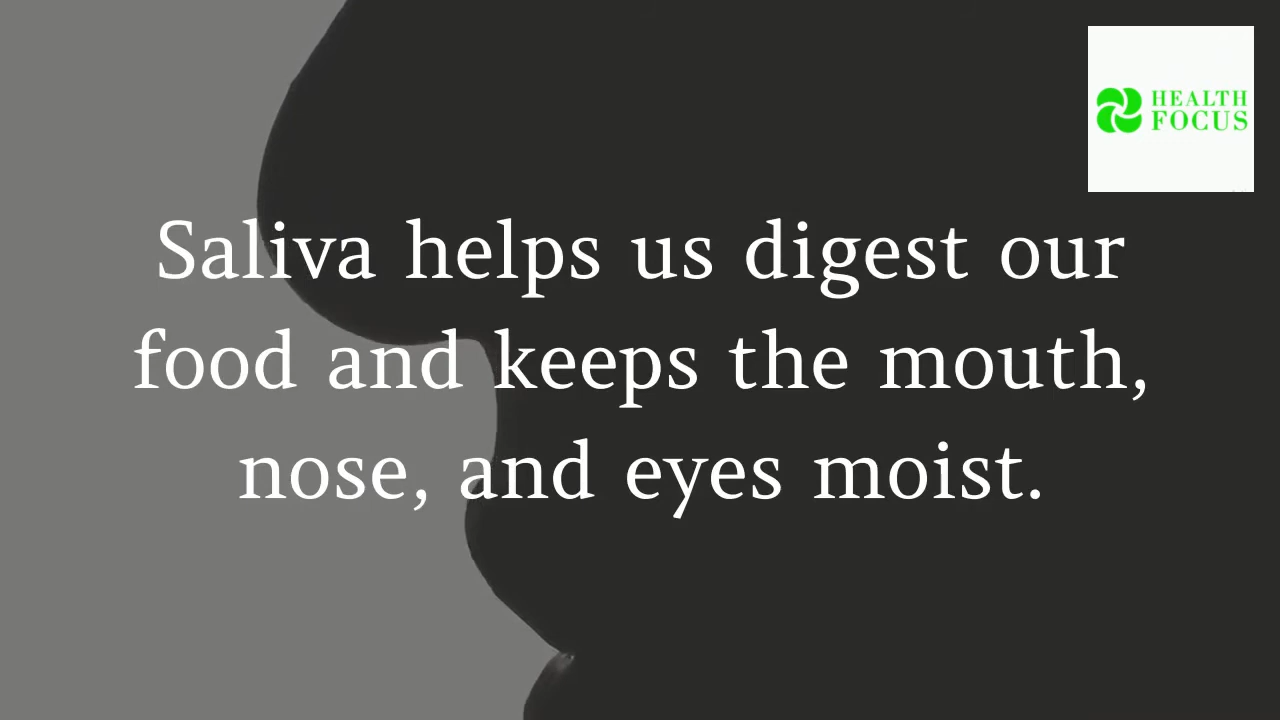 HEALTH
FOCUS
Saliva helps us digest our
food and keeps the mouth,
nose, and eyes moist.